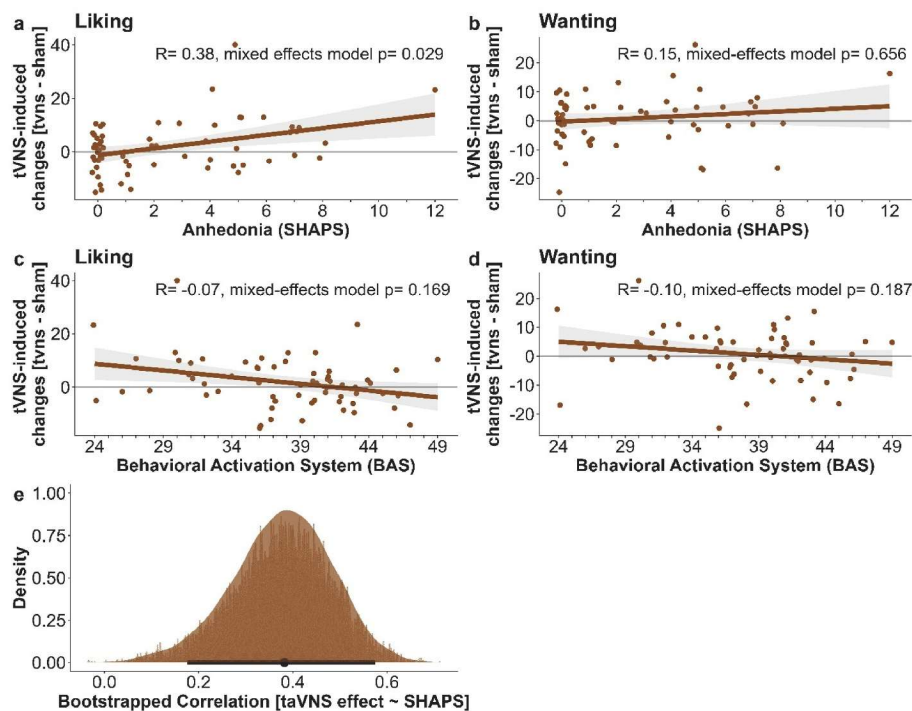 a Liking
R= 0.38, mixed effects model p= 0.029
tVNS-induced
changes [tvns - sham]
40
20
0
0 2 4 6 8 10 12
Anhedonia (SHAPS)
b Wanting
R= 0.15, mixed-effects model p= 0.656
tVNS-induced
changes [tvns - sham]
20
10
0
-10
-20
0 2 4 6 8 10 12
Anhedonia (SHAPS)
c Liking
R= -0.07, mixed-effects model p= 0.169
tVNS-induced
changes [tvns - sham]
40
20
0
24 29 34 39 44 49
Behavioral Activation System (BAS)
d Wanting
R= -0.10, mixed-effects model p= 0.187
tVNS-induced
changes [tvns - sham]
20
10
0
-10
-20
24 29 34 39 44 49
Behavioral Activation System (BAS)
e
Density
1.00
0.75
0.50
0.25
0.00
0.0 0.2 0.4 0.6
Bootstrapped Correlation [taVNS effect ~ SHAPS]